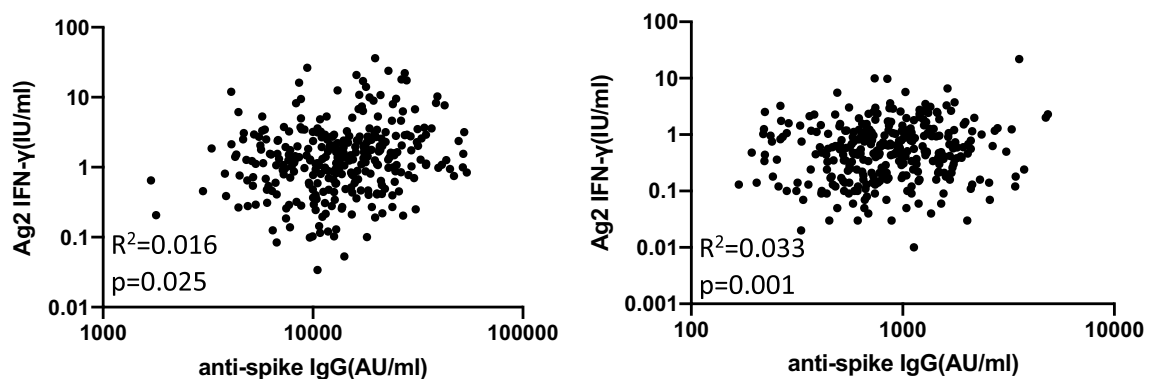 100
10
1
0.1
0.01
Ag2 IFN-γ(IU/ml)
R²=0.016
p=0.025
1000 10000 100000
anti-spike IgG(AU/ml)
100
10
1
0.1
0.01
0.001
Ag2 IFN-γ(IU/ml)
R²=0.033
p=0.001
100 1000 10000
anti-spike IgG(AU/ml)